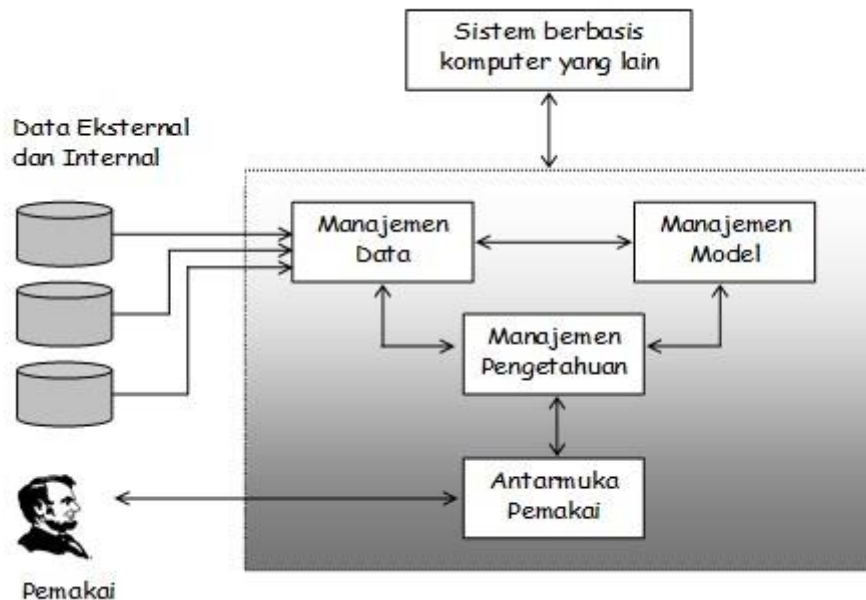 Sistem berbasis
komputer yang lain
Data Eksternal
dan Internal
Manajemen
Data
Manajemen
Model
Manajemen
Pengetahuan
Antarmuka
Pemakai
Pemakai